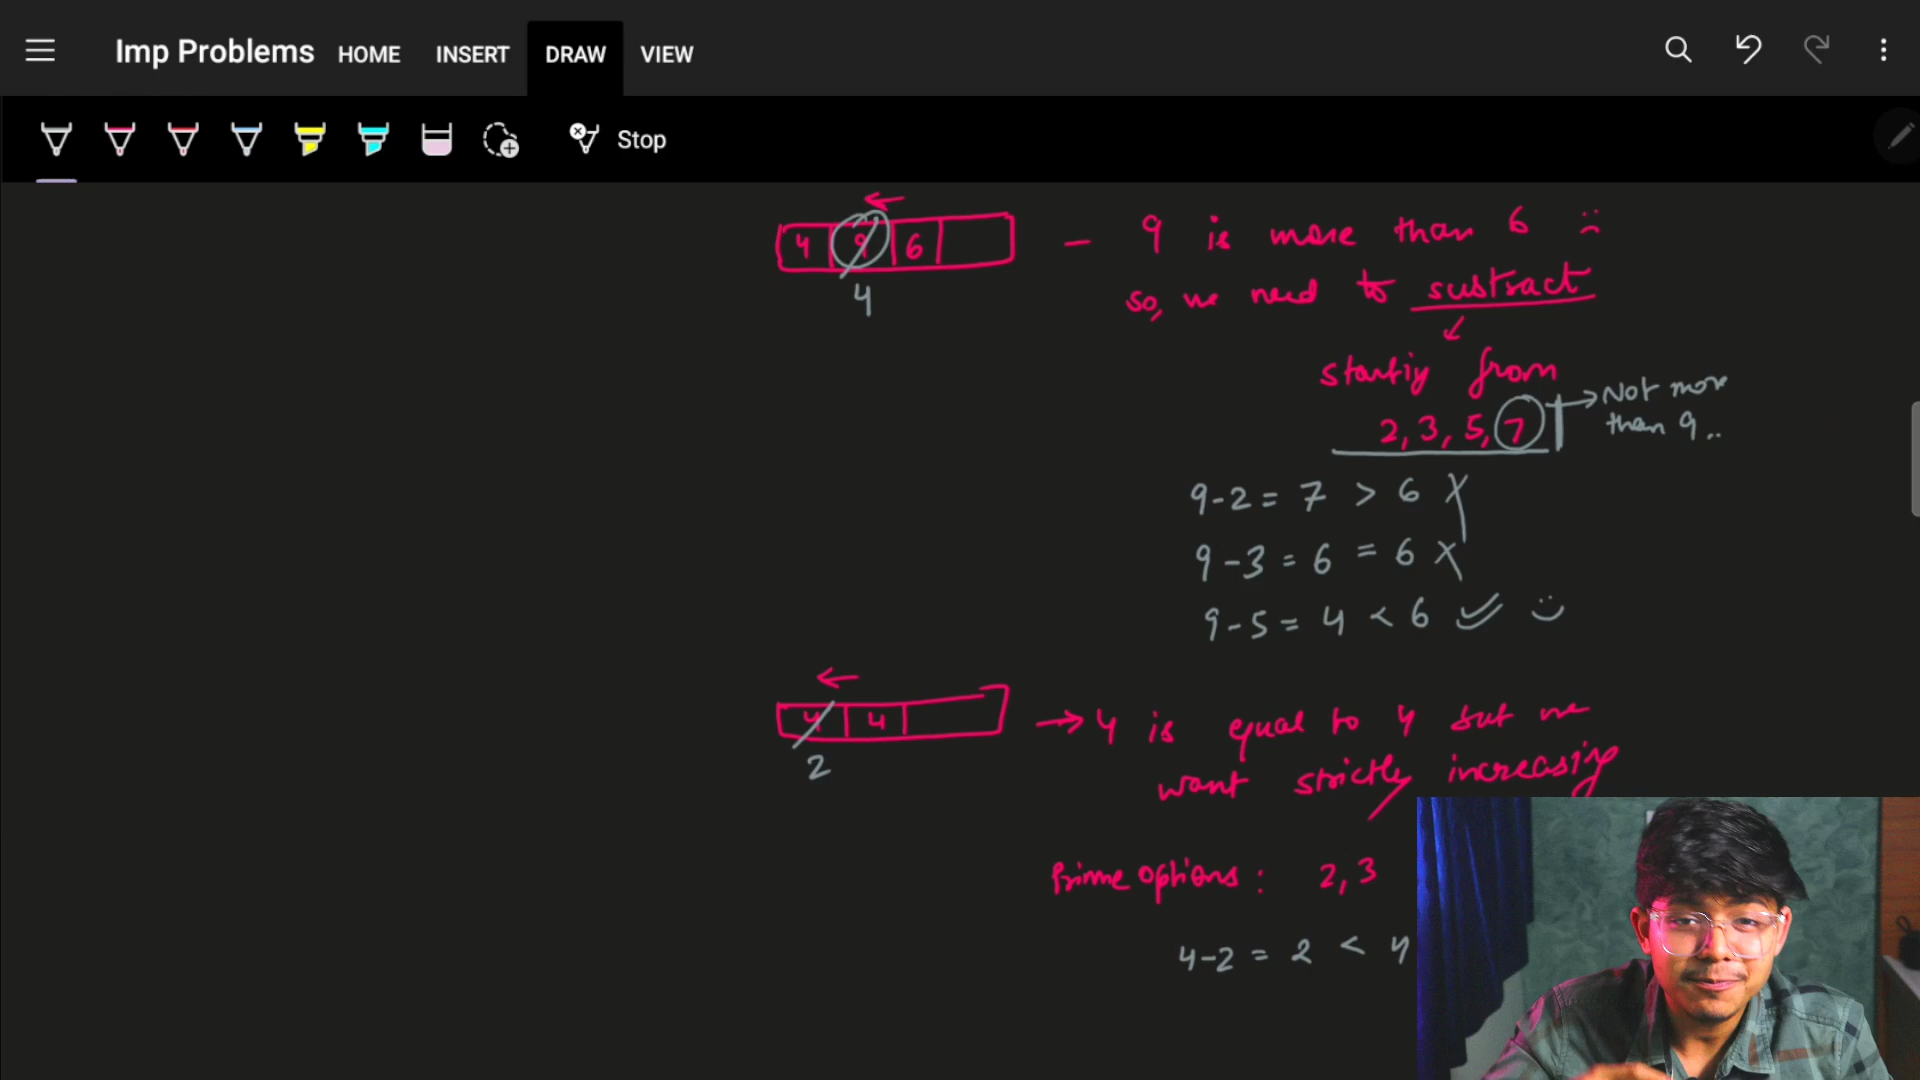 Imp Problems HOME INSERT DRAW VIEW
Stop
4 9 6
4
- 9 is more than 6
so, we need to sustract
startig from
2, 3, 5, 7
Not more
than 9 ..
9-2 = 7 > 6 X
9-3 = 6 = 6 X
9-5 = 4 < 6 ✓
4 4
2
→ 4 is equal to 4 but we
want strictly increasing
Prime options : 2, 3
4-2 = 2 < 4